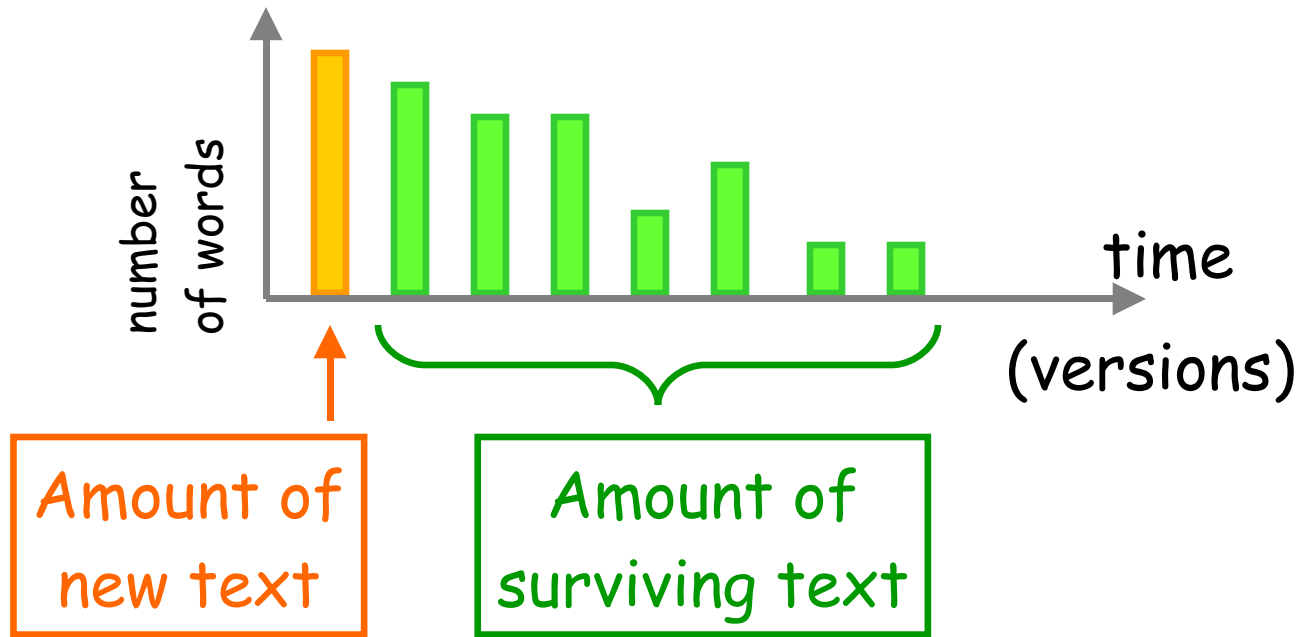 number
of words
time
(versions)
Amount of
new text
Amount of
surviving text